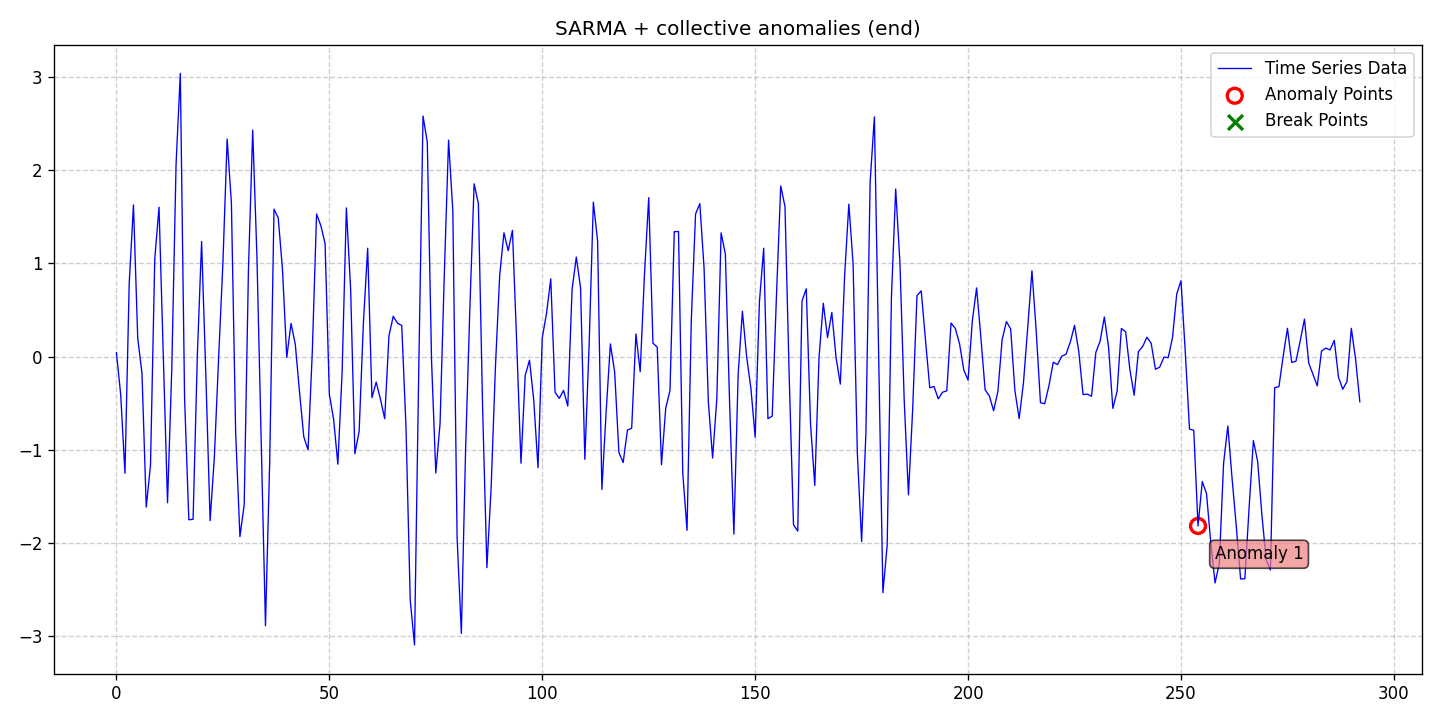 SARMA + collective anomalies (end)
Time Series Data
Anomaly Points
Break Points
3
2
1
0
−1
−2
−3
Anomaly 1
0
50
100
150
200
250
300